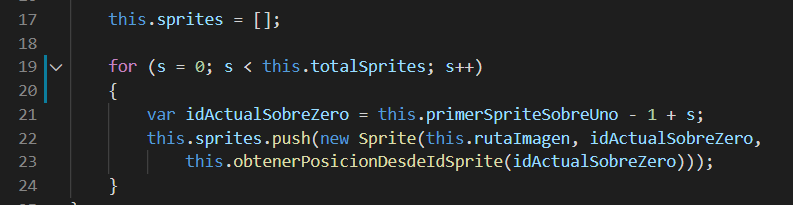 17 this.sprites = [];
18
19 for (s = 0; s < this.totalSprites; s++)
20 {
21 var idActualSobreZero = this.primerSpriteSobreUno - 1 + s;
22 this.sprites.push(new Sprite(this.rutaImagen, idActualSobreZero,
23 this.obtenerPosicionDesdeIdSprite(idActualSobreZero)));
24 }